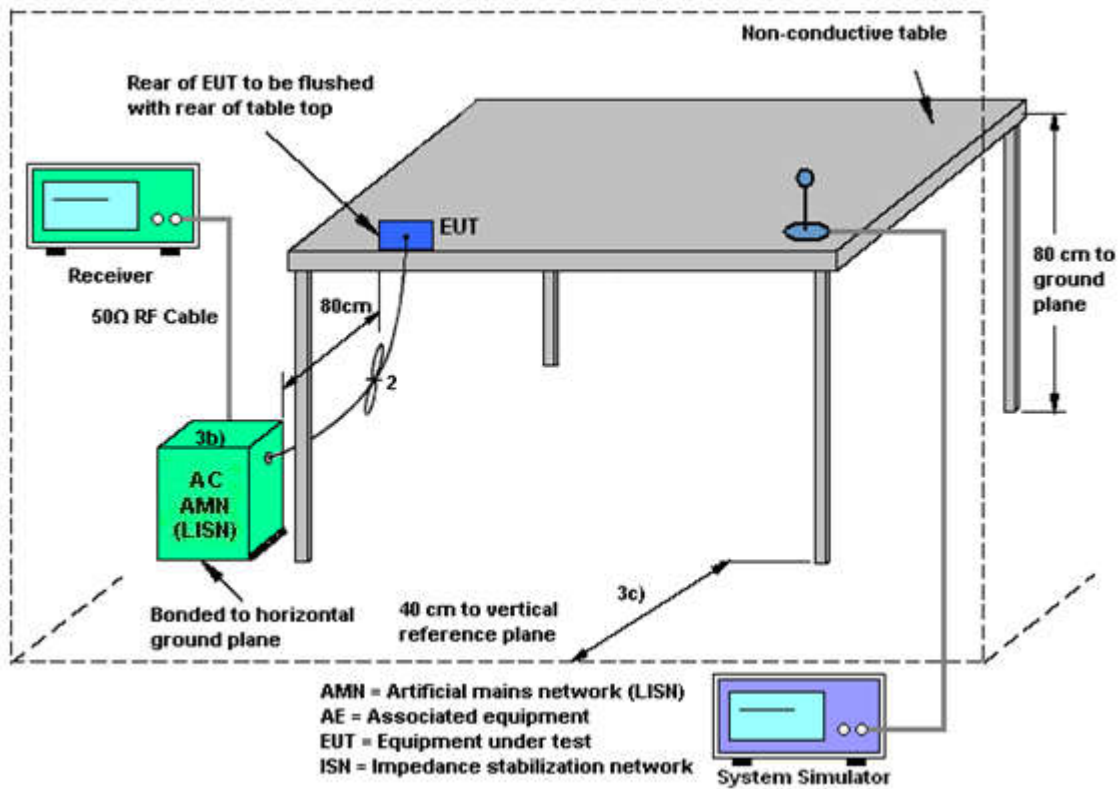 Non-conductive table
Rear of EUT to be flushed
with rear of table top
EUT
Receiver
80 cm to
ground
plane
80cm
50Ω RF Cable
2
3b)
AC
AMN
(LISN)
3c)
Bonded to horizontal
ground plane
40 cm to vertical
reference plane
AMN = Artificial mains network (LISN)
AE = Associated equipment
EUT = Equipment under test
ISN = Impedance stabilization network
System Simulator